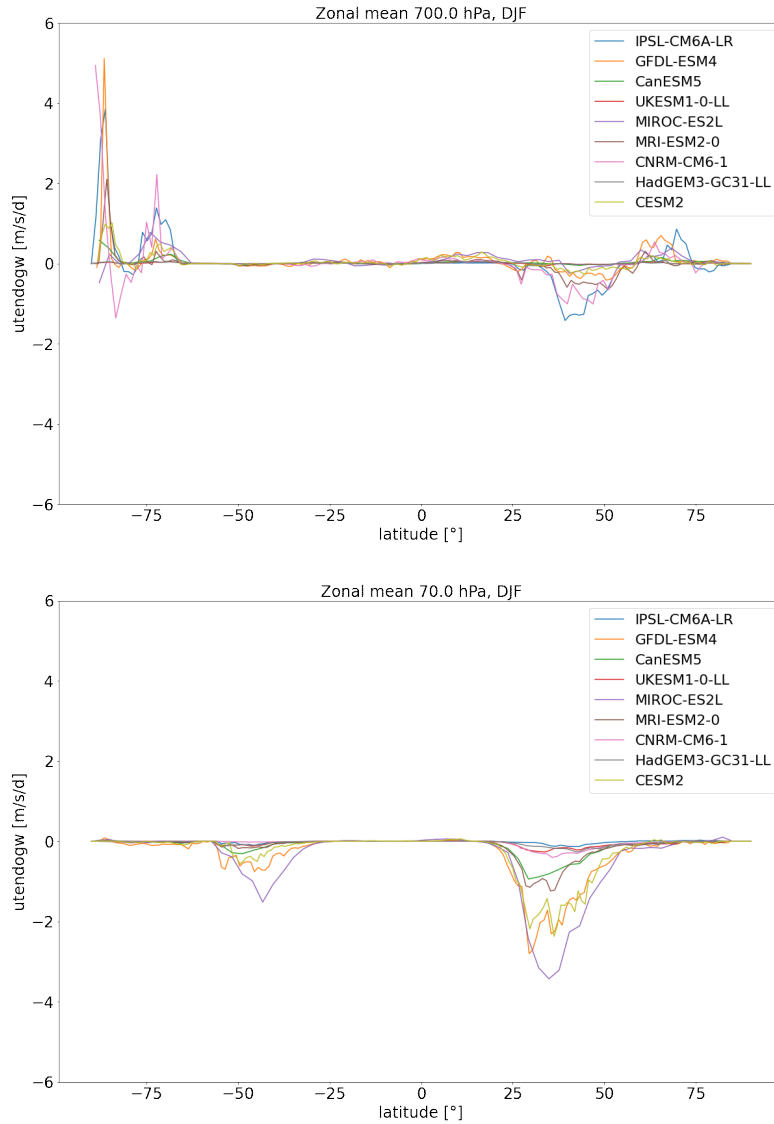 Zonal mean 700.0 hPa, DJF
6
4
2
0
−2
−4
−6
utendogw [m/s/d]
−75 −50 −25 0 25 50 75
latitude [°]
IPSL-CM6A-LR
GFDL-ESM4
CanESM5
UKESM1-0-LL
MIROC-ES2L
MRI-ESM2-0
CNRM-CM6-1
HadGEM3-GC31-LL
CESM2
Zonal mean 70.0 hPa, DJF
6
4
2
0
−2
−4
−6
utendogw [m/s/d]
−75 −50 −25 0 25 50 75
latitude [°]
IPSL-CM6A-LR
GFDL-ESM4
CanESM5
UKESM1-0-LL
MIROC-ES2L
MRI-ESM2-0
CNRM-CM6-1
HadGEM3-GC31-LL
CESM2